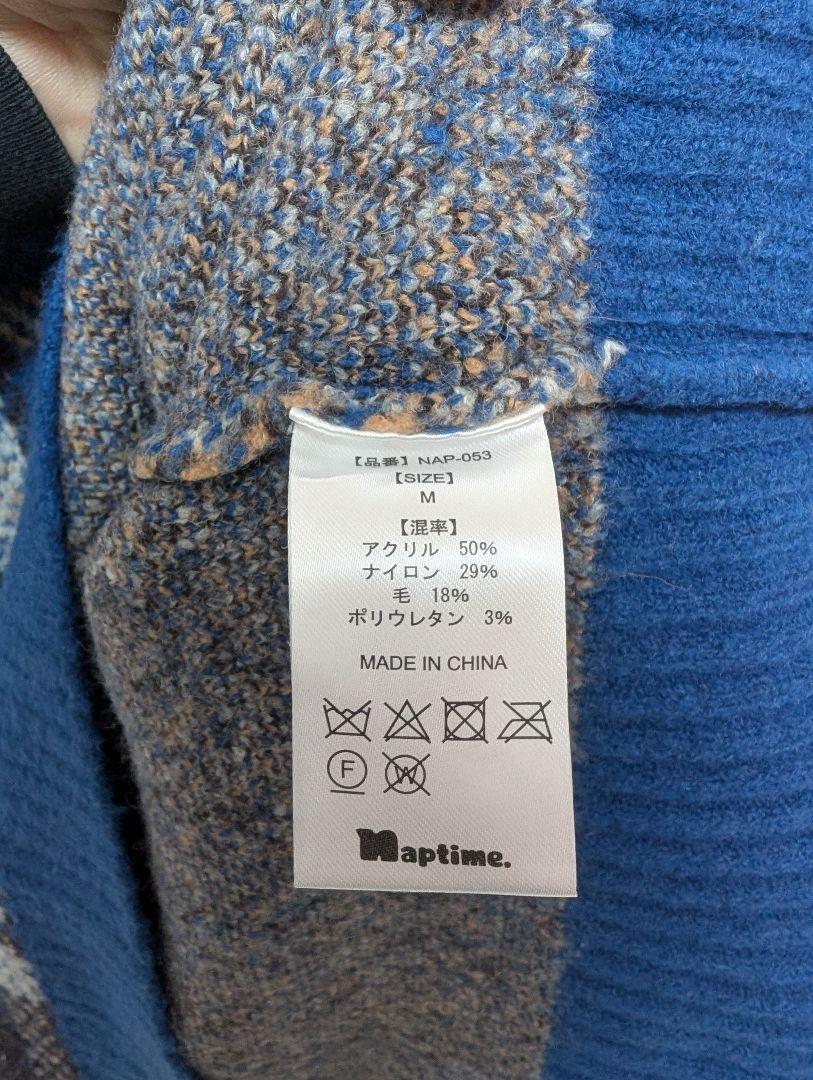 【品番】NAP-053
【SIZE】
M
【混率】
アクリル 50%
ナイロン 29%
毛 18%
ポリウレタン 3%
MADE IN CHINA
F W
Naptime.